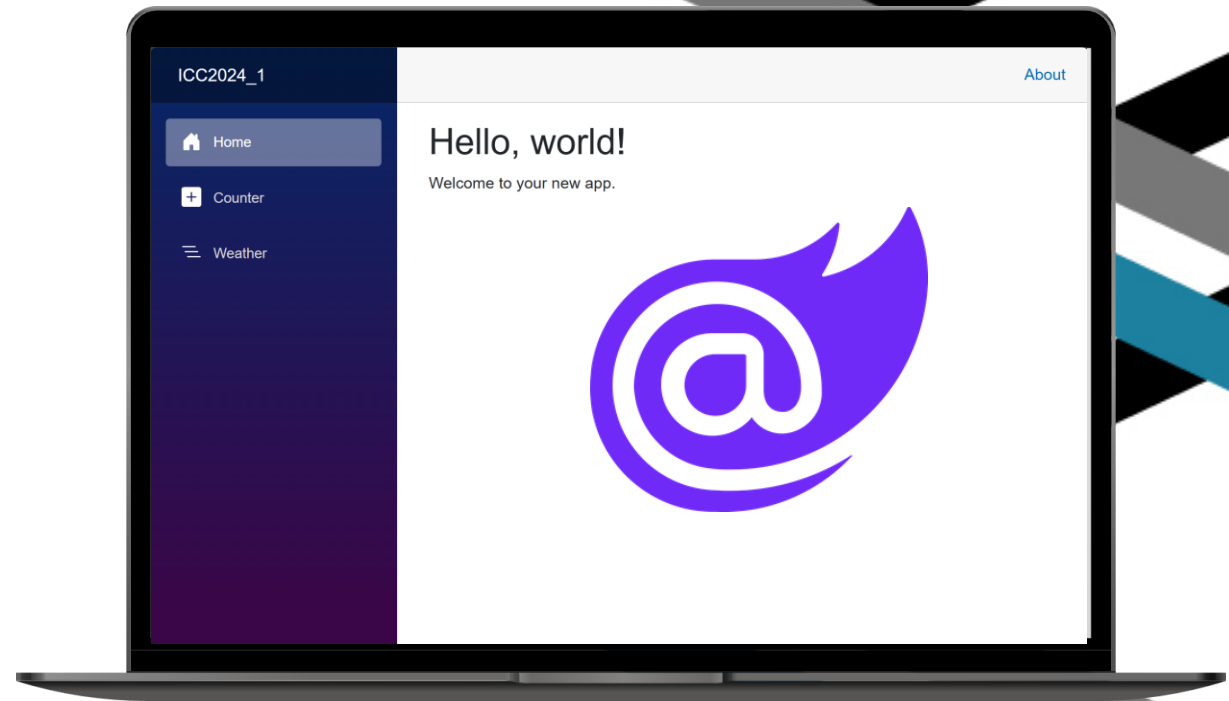 ICC2024_1
About
Home
Counter
Weather
Hello, world!
Welcome to your new app.